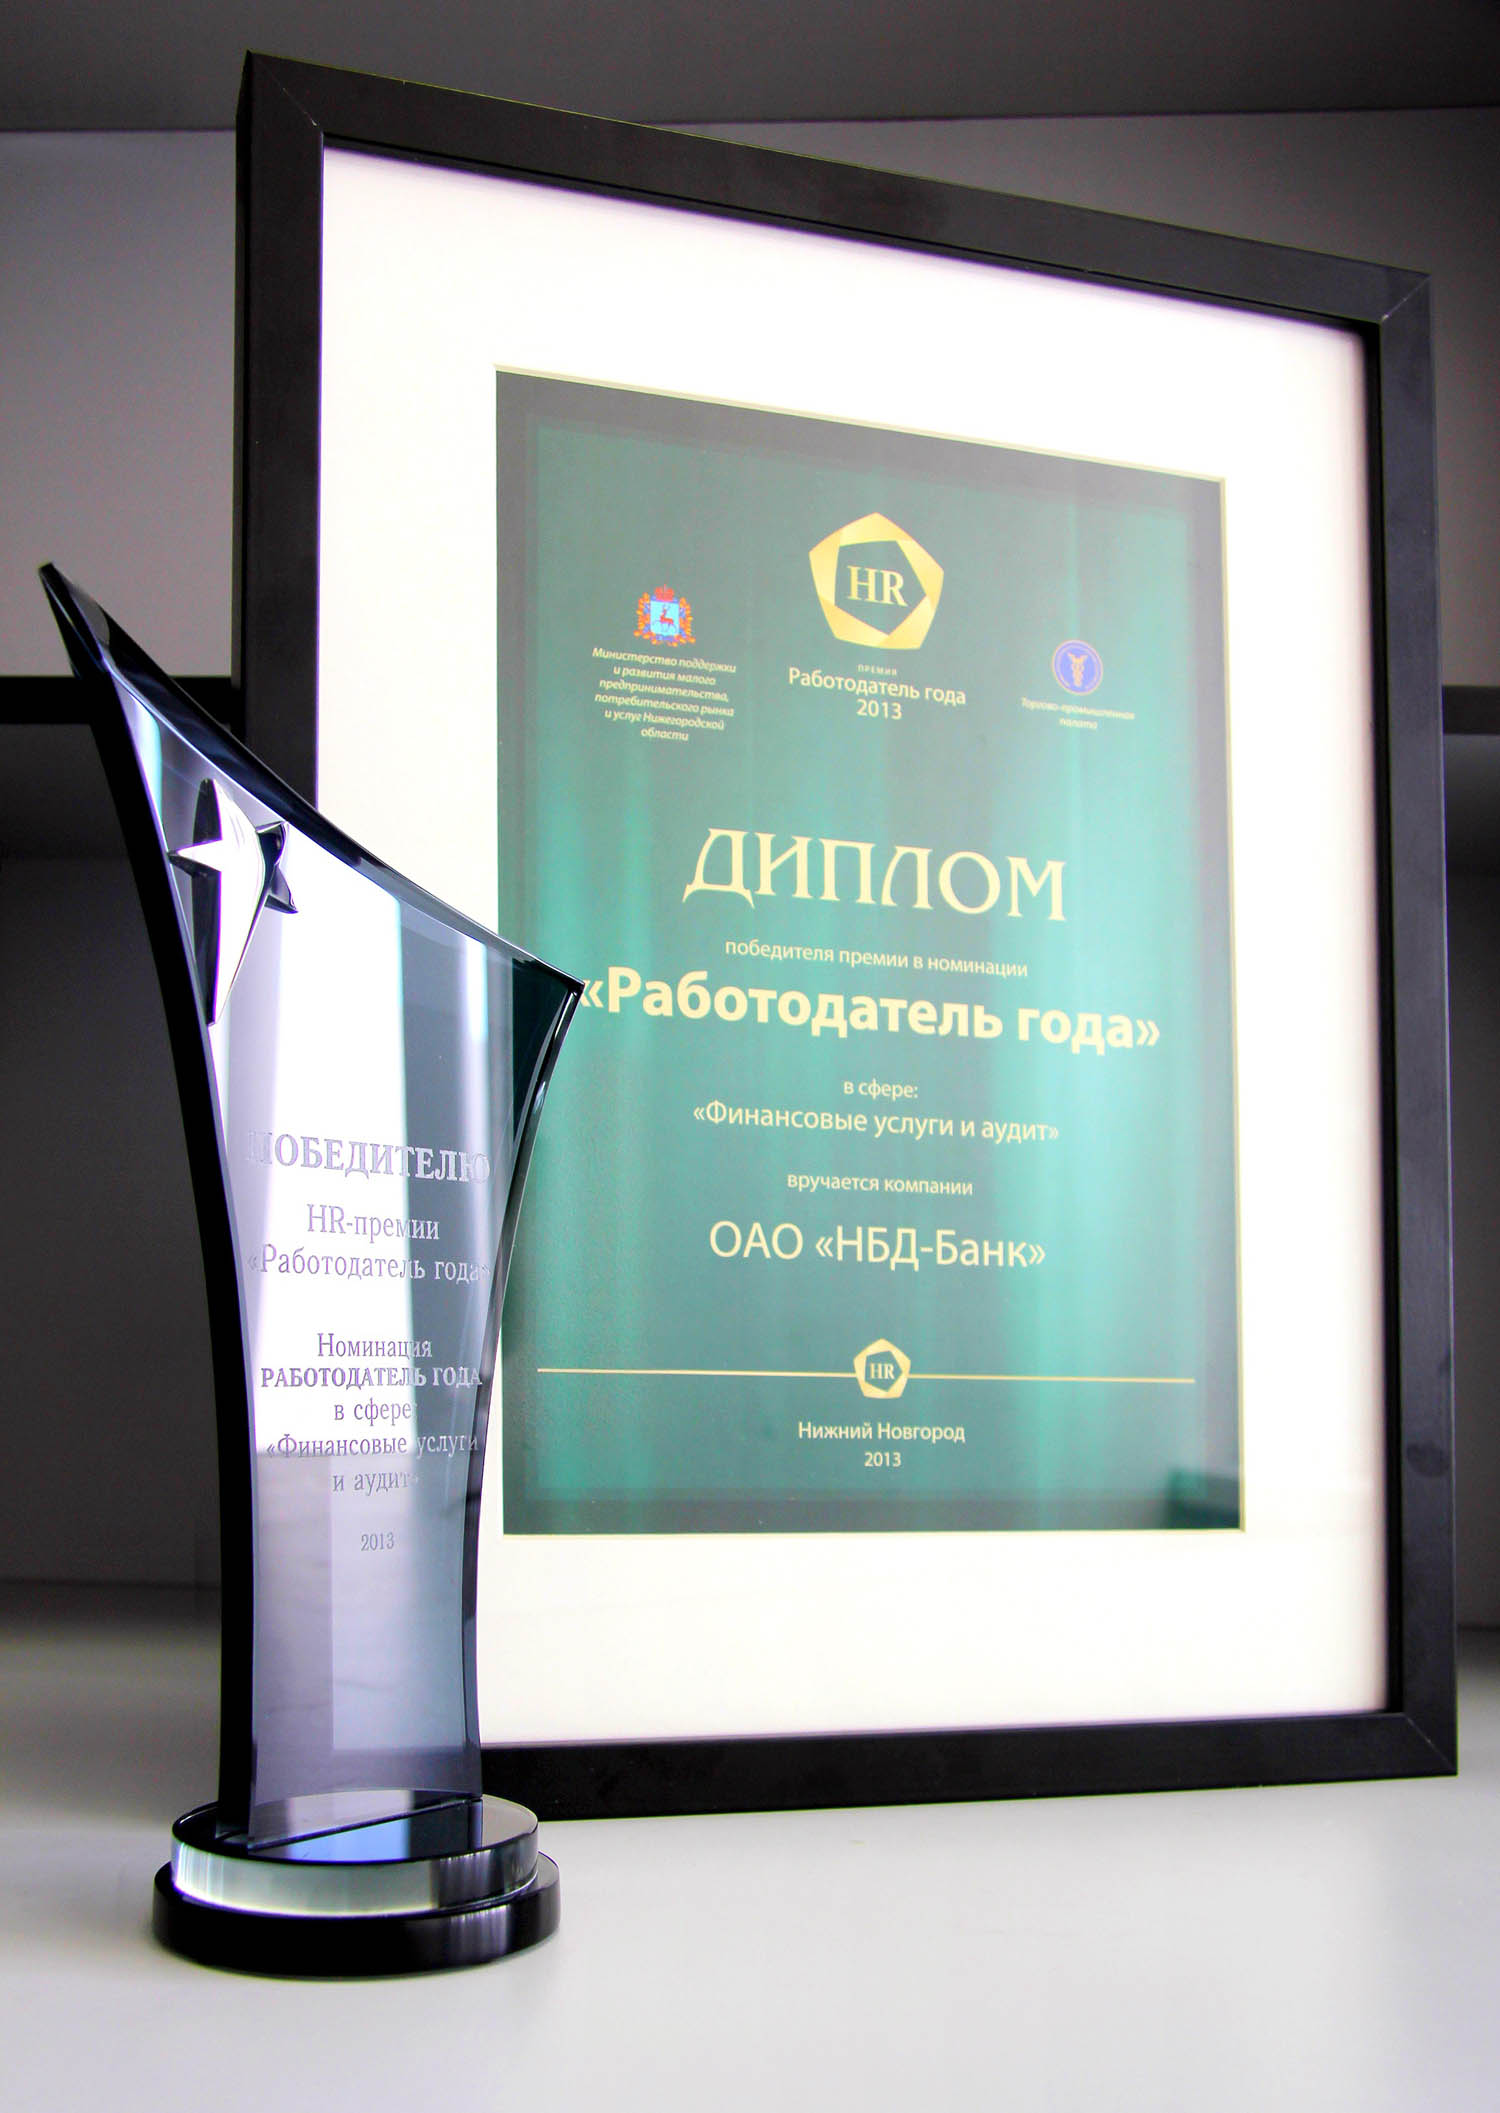 HR
ПРЕМИЯ
Работодатель года
2013
Министерство поддержки
и развития малого
предпринимательства,
потребительского рынка
и услуг Нижегородской
области
Торгово-промышленная
палата
ДИПЛОМ
победителя премии в номинации
«Работодатель года»
в сфере:
«Финансовые услуги и аудит»
вручается компании
ОАО «НБД-Банк»
HR
Нижний Новгород
2013
ПОБЕДИТЕЛЮ
HR-премии
«Работодатель года»
Номинация
РАБОТОДАТЕЛЬ ГОДА
в сфере
«Финансовые услуги
и аудит»
2013